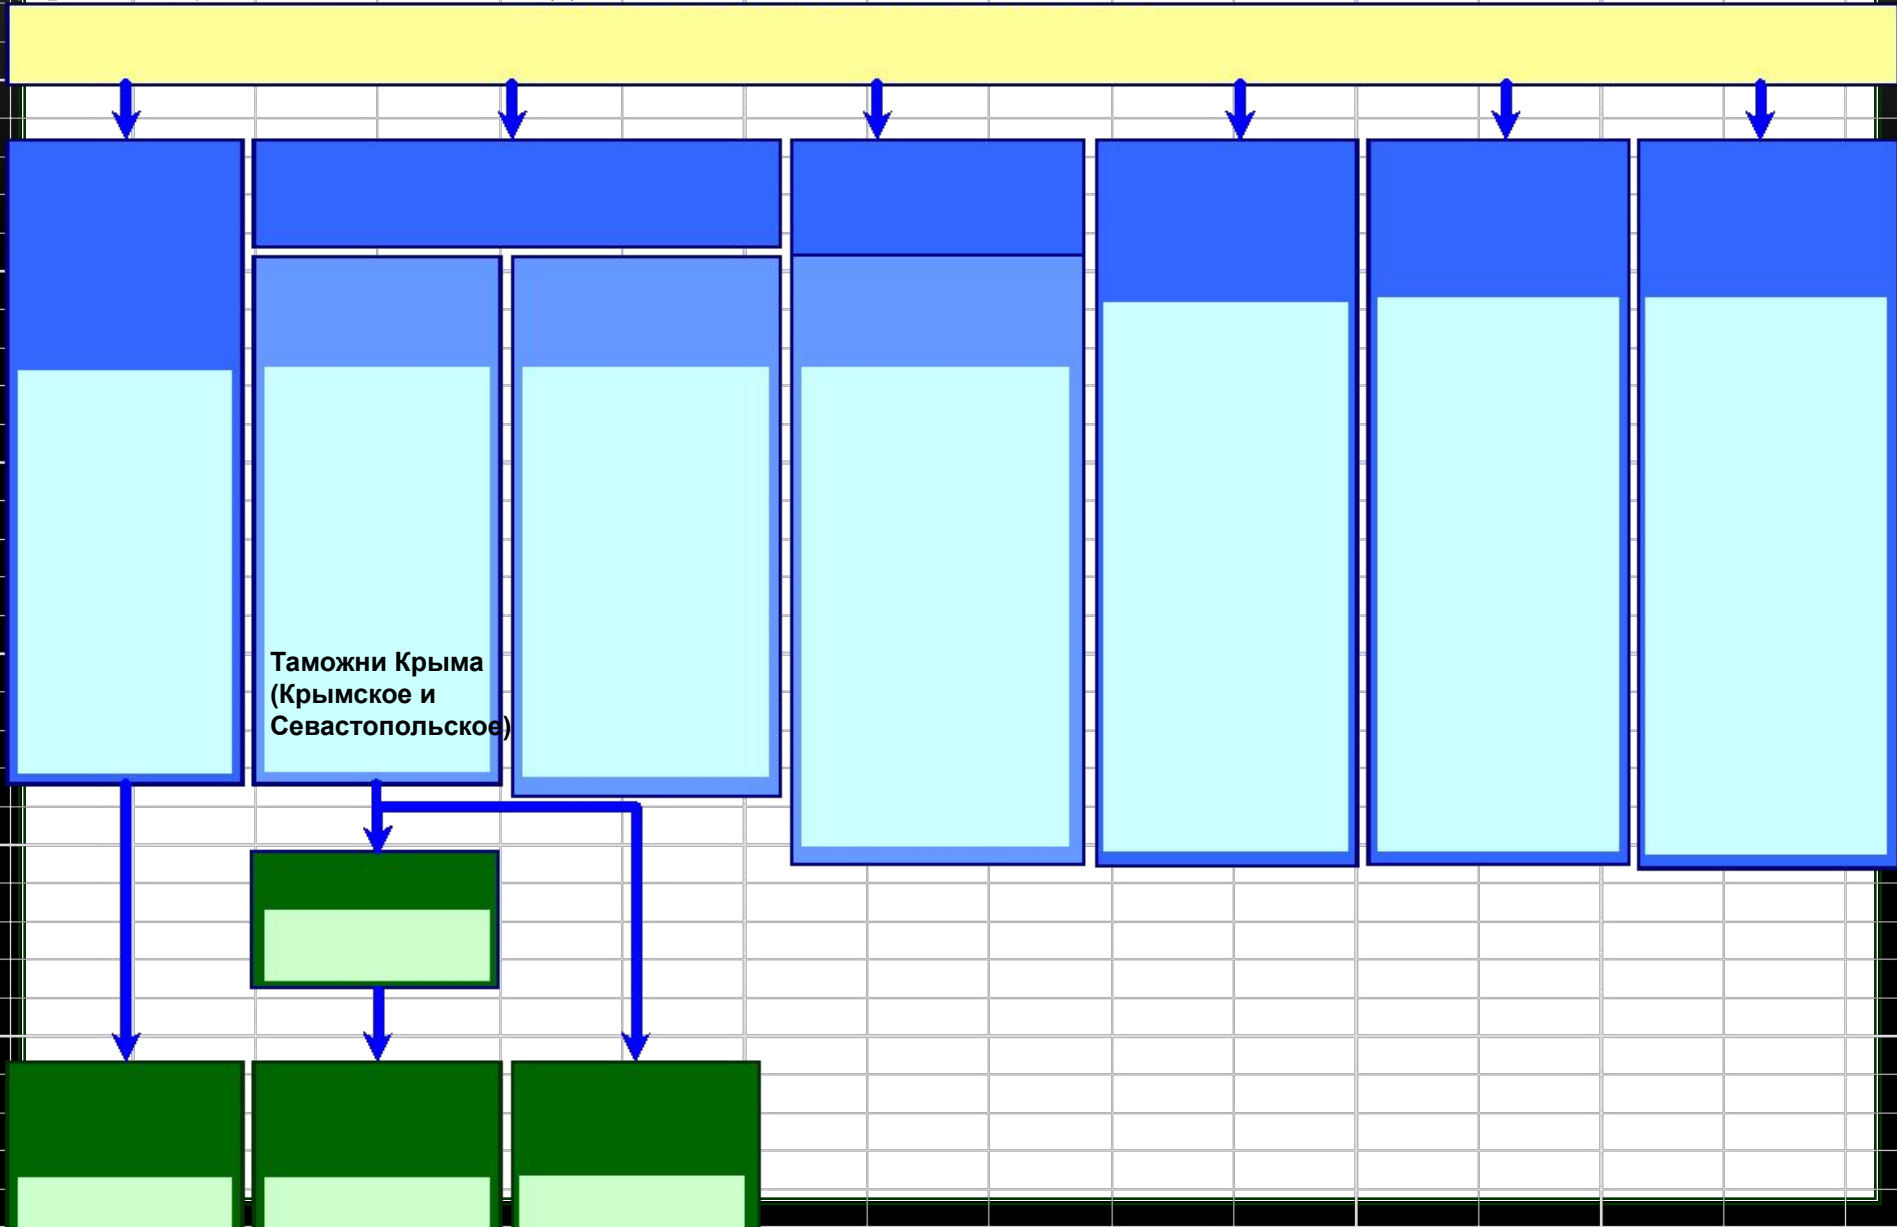 Таможни Крыма
(Крымское и
Севастопольское)